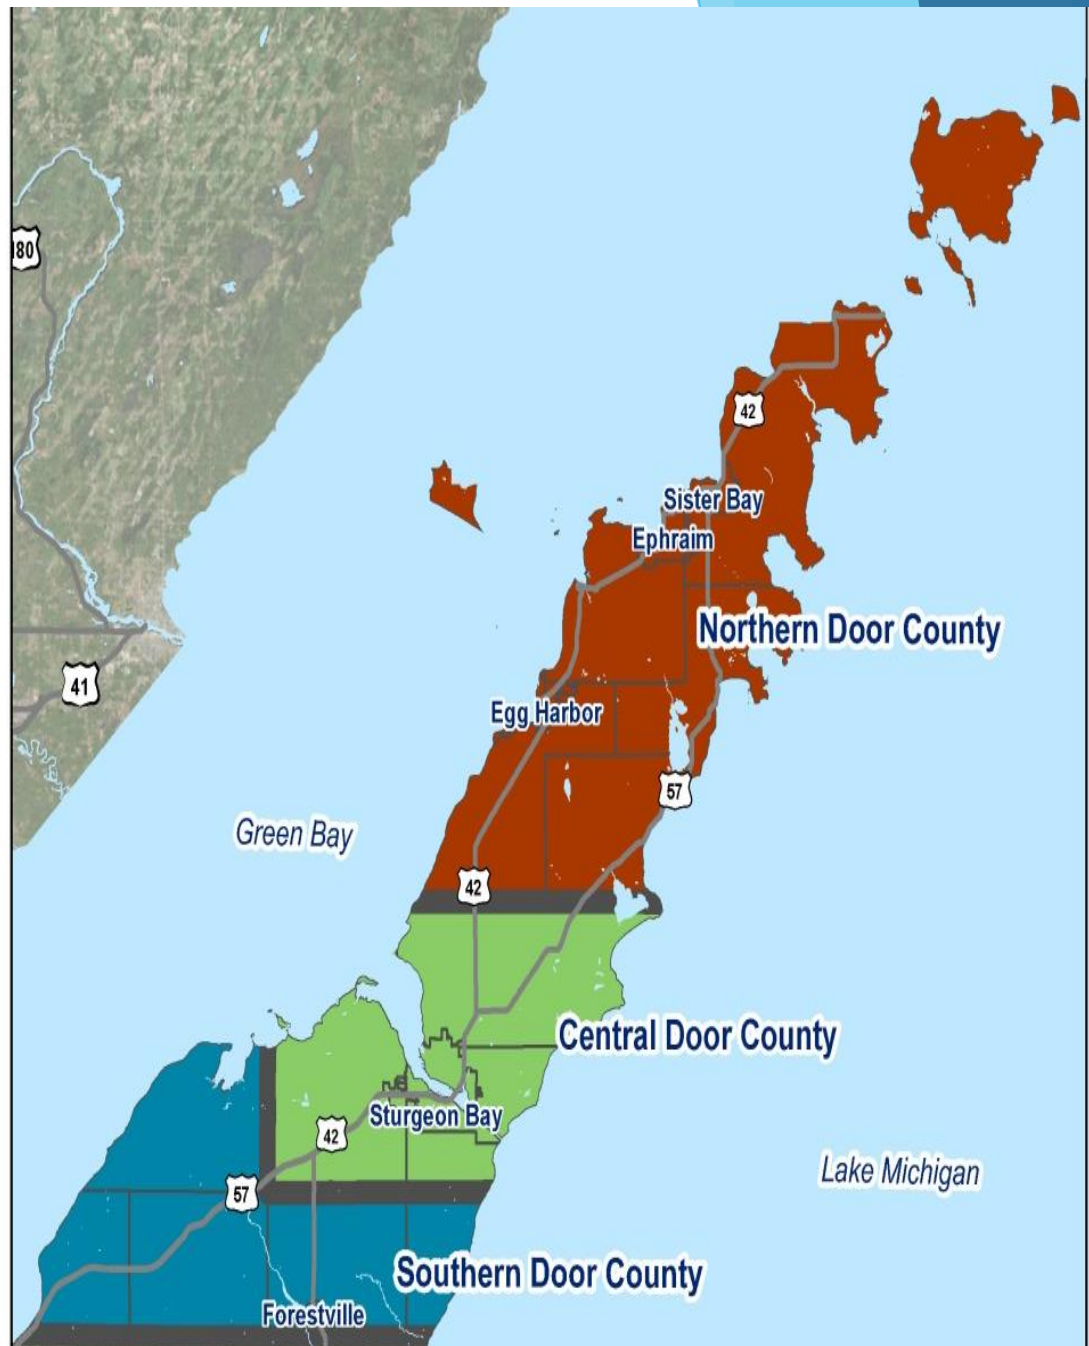 180
42
Sister Bay
Ephraim
Northern Door County
41
Egg Harbor
57
Green Bay
42
Central Door County
Sturgeon Bay
42
Lake Michigan
57
Southern Door County
Forestville